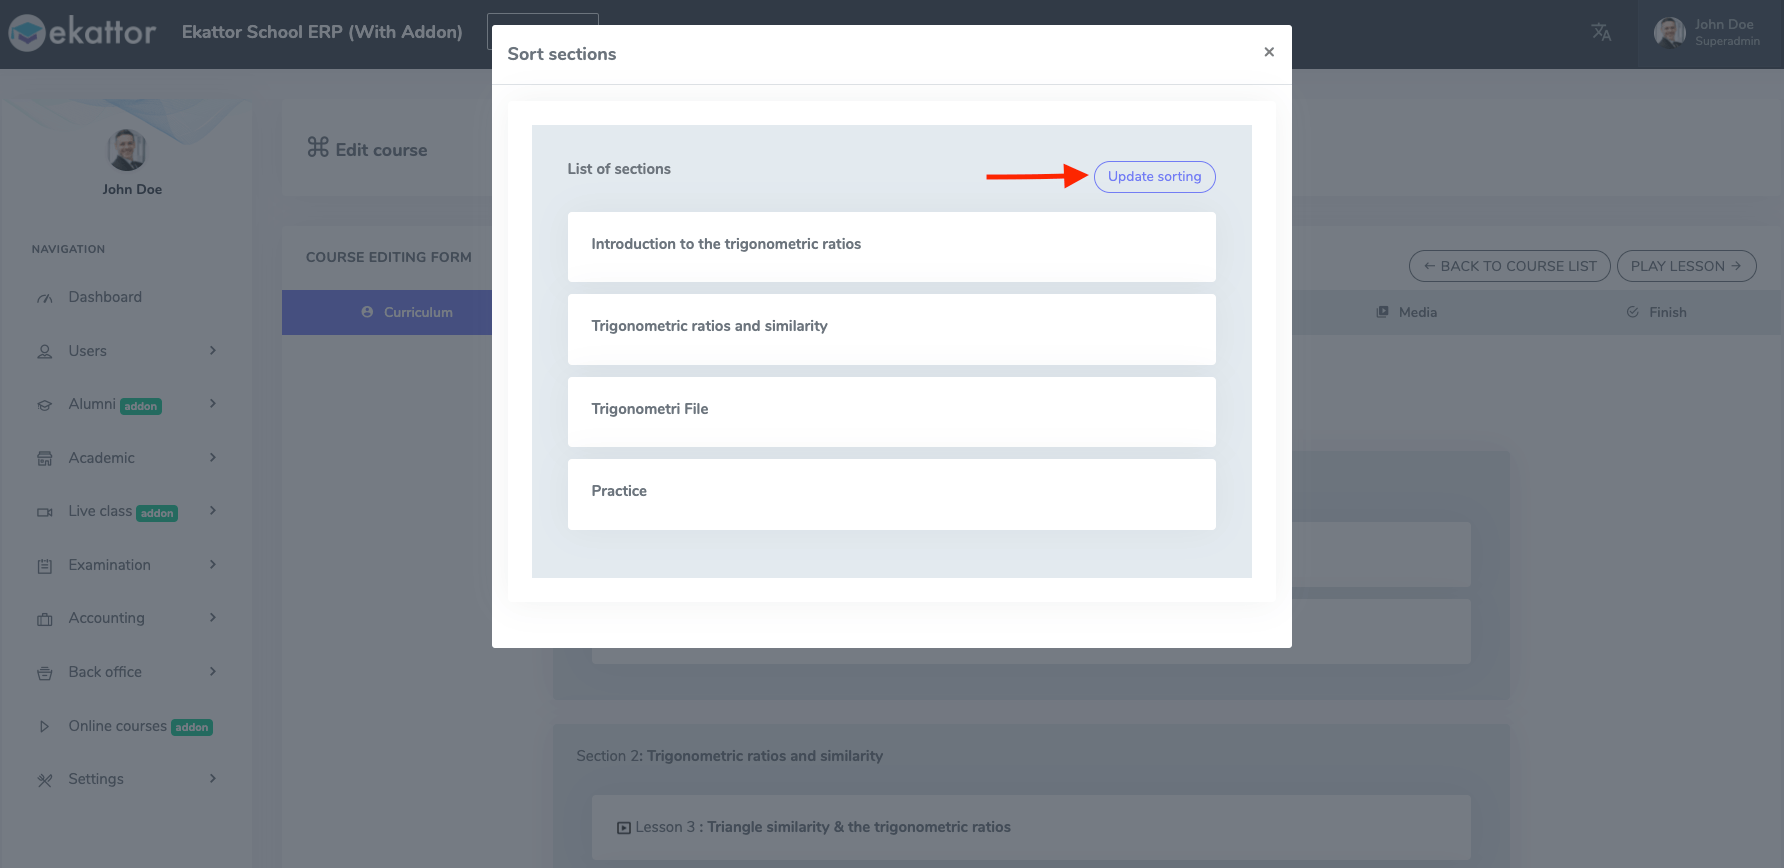 ekattor
Ekattor School ERP (With Addon)
John Doe
Superadmin
Sort sections
×
List of sections
Update sorting
Introduction to the trigonometric ratios
Trigonometric ratios and similarity
Trigonometri File
Practice
John Doe
NAVIGATION
Dashboard
Users
Alumni addon
Academic
Live class addon
Examination
Accounting
Back office
Online courses addon
Settings
Edit course
COURSE EDITING FORM
← BACK TO COURSE LIST
PLAY LESSON →
Curriculum
Media
Finish
Section 2: Trigonometric ratios and similarity
Lesson 3 : Triangle similarity & the trigonometric ratios